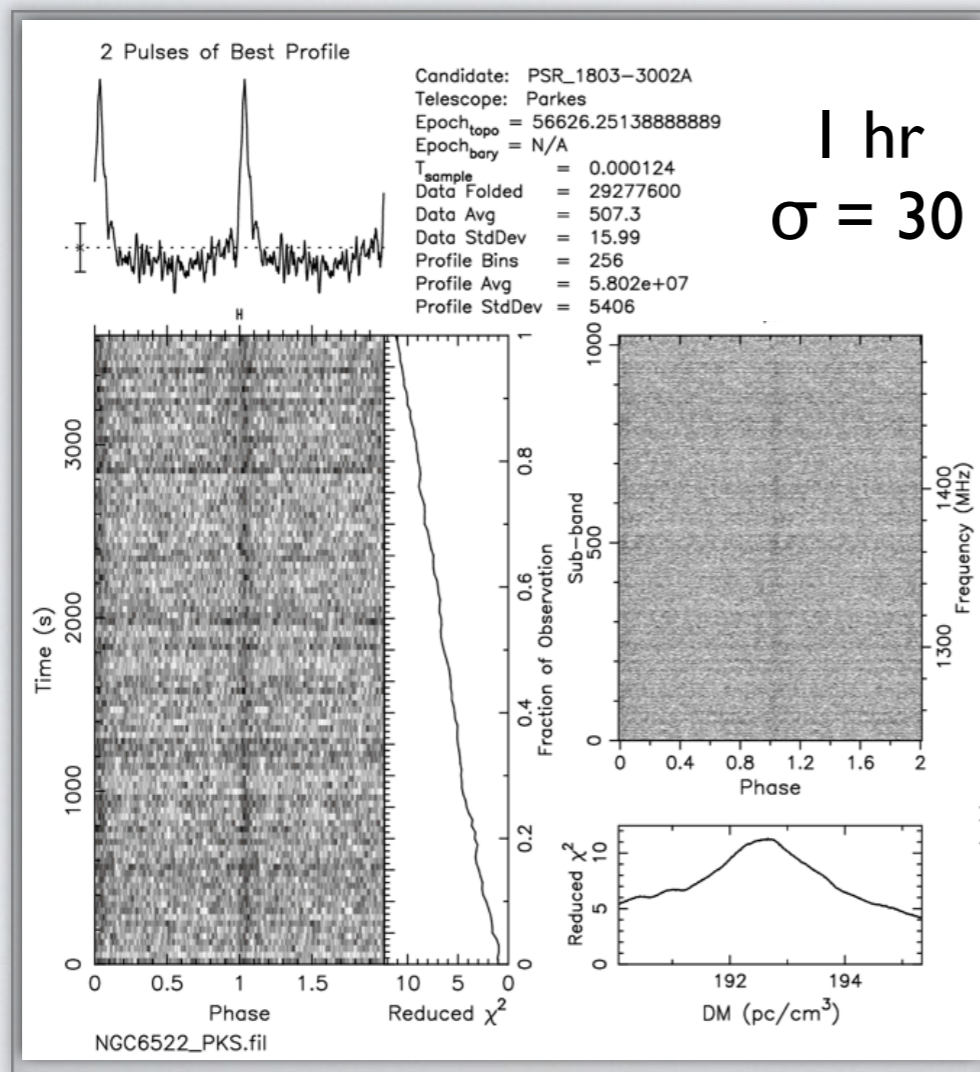 2 Pulses of Best Profile
Candidate: PSR_1803−3002A
Telescope: Parkes
Epoch_topo = 56626.25138888889
Epoch_bary = N/A
T_sample = 0.000124
Data Folded = 29277600
Data Avg = 507.3
Data StdDev = 15.99
Profile Bins = 256
Profile Avg = 5.802e+07
Profile StdDev = 5406
1 hr
σ = 30
Time (s)
0 1000 2000 3000
0 0.5 1 1.5
Phase
Fraction of Observation
0 0.2 0.4 0.6 0.8 1
10 5 0
Reduced χ²
Sub−band
0 500 1000
Frequency (MHz)
1300 1400
0 0.4 0.8 1.2 1.6 2
Phase
Reduced χ²
0 5 10
192 194
DM (pc/cm³)
NGC6522_PKS.fil